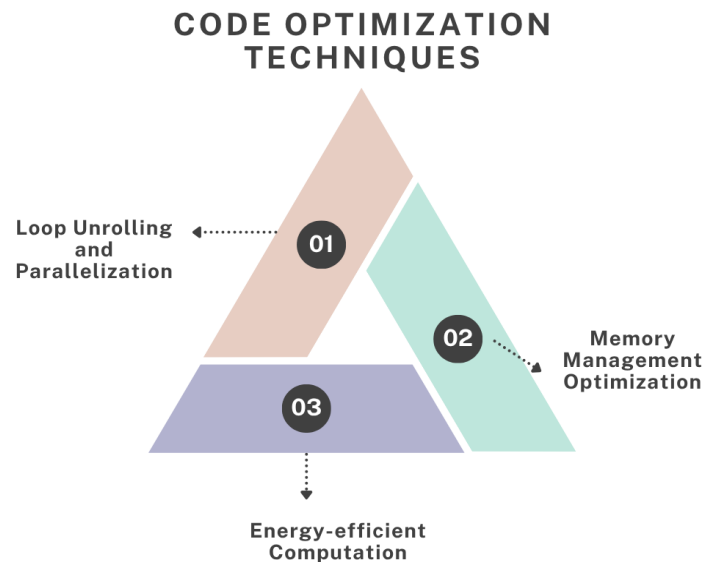 CODE OPTIMIZATION
TECHNIQUES
01
Loop Unrolling
and
Parallelization
02
Memory
Management
Optimization
03
Energy-efficient
Computation